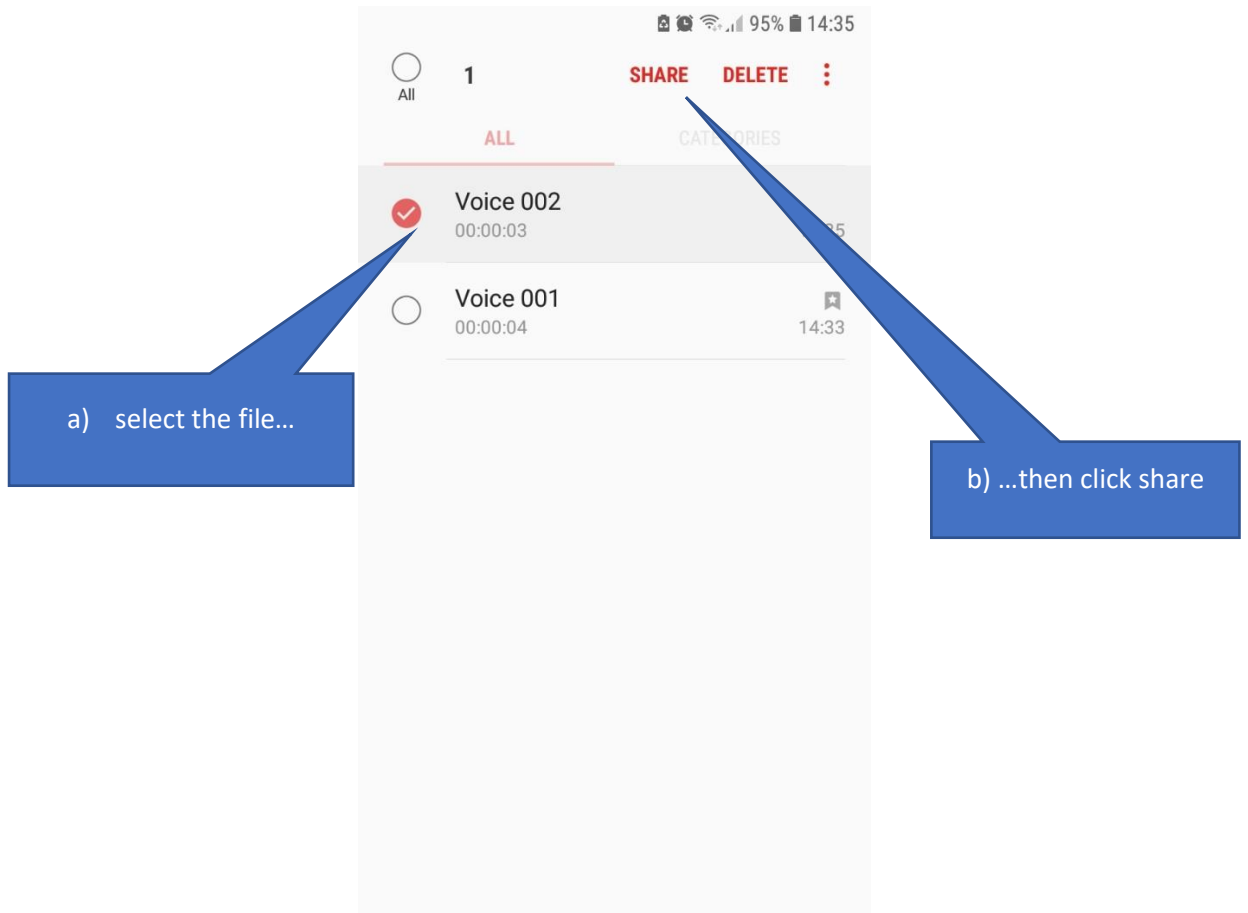 95% 14:35
All 1 SHARE DELETE
ALL CATEGORIES
Voice 002
00:00:03
Voice 001
00:00:04 14:33
a) select the file…
b) …then click share